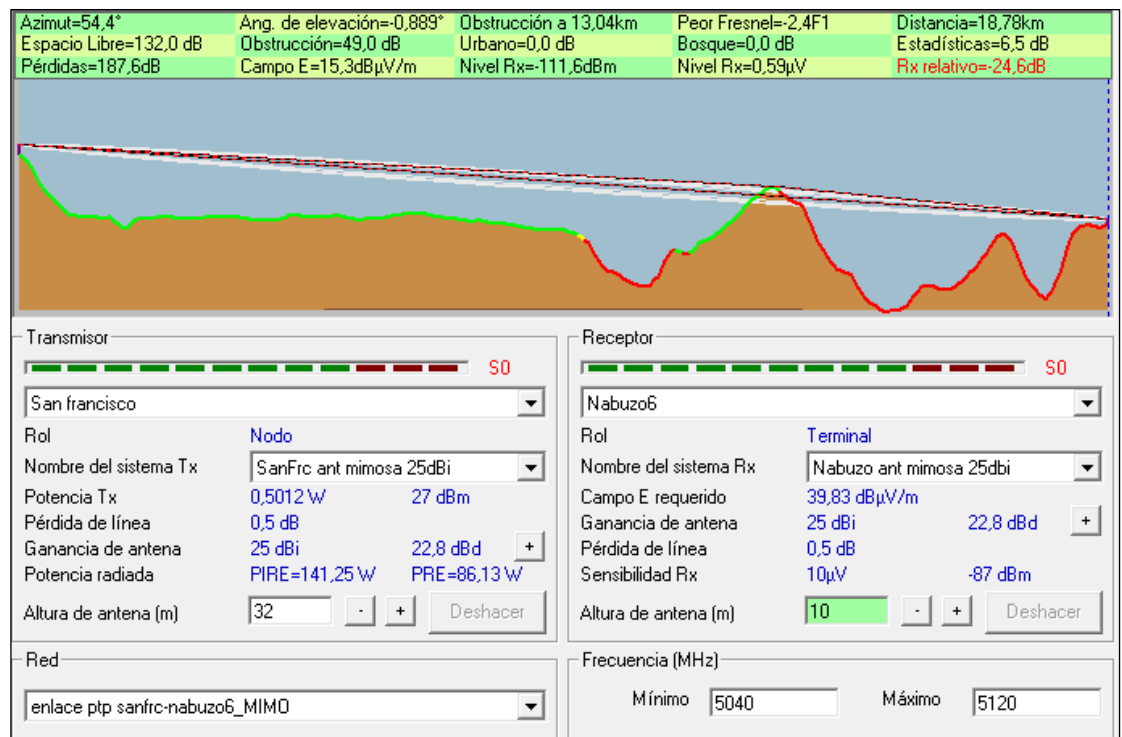 Azimut=54,4° Ang. de elevación=-0,889° Obstrucción a 13,04km Peor Fresnel=-2,4F1 Distancia=18,78km
Espacio Libre=132,0 dB Obstrucción=49,0 dB Urbano=0,0 dB Bosque=0,0 dB Estadísticas=6,5 dB
Pérdidas=187,6dB Campo E=15,3dBµV/m Nivel Rx=-111,6dBm Nivel Rx=0,59µV Rx relativo=-24,6dB
Transmisor Receptor
S0 S0
San francisco Nabuzo6
Rol Nodo Rol Terminal
Nombre del sistema Tx SanFrc ant mimosa 25dBi Nombre del sistema Rx Nabuzo ant mimosa 25dbi
Potencia Tx 0,5012 W 27 dBm Campo E requerido 39,83 dBµV/m
Pérdida de línea 0,5 dB Ganancia de antena 25 dBi 22,8 dBd +
Ganancia de antena 25 dBi 22,8 dBd + Pérdida de línea 0,5 dB
Potencia radiada PIRE=141,25 W PRE=86,13 W Sensibilidad Rx 10µV -87 dBm
Altura de antena (m) 32 - + Deshacer Altura de antena (m) 10 - + Deshacer
Red Frecuencia (MHz)
enlace ptp sanfrc-nabuzo6_MIMO Mínimo 5040 Máximo 5120